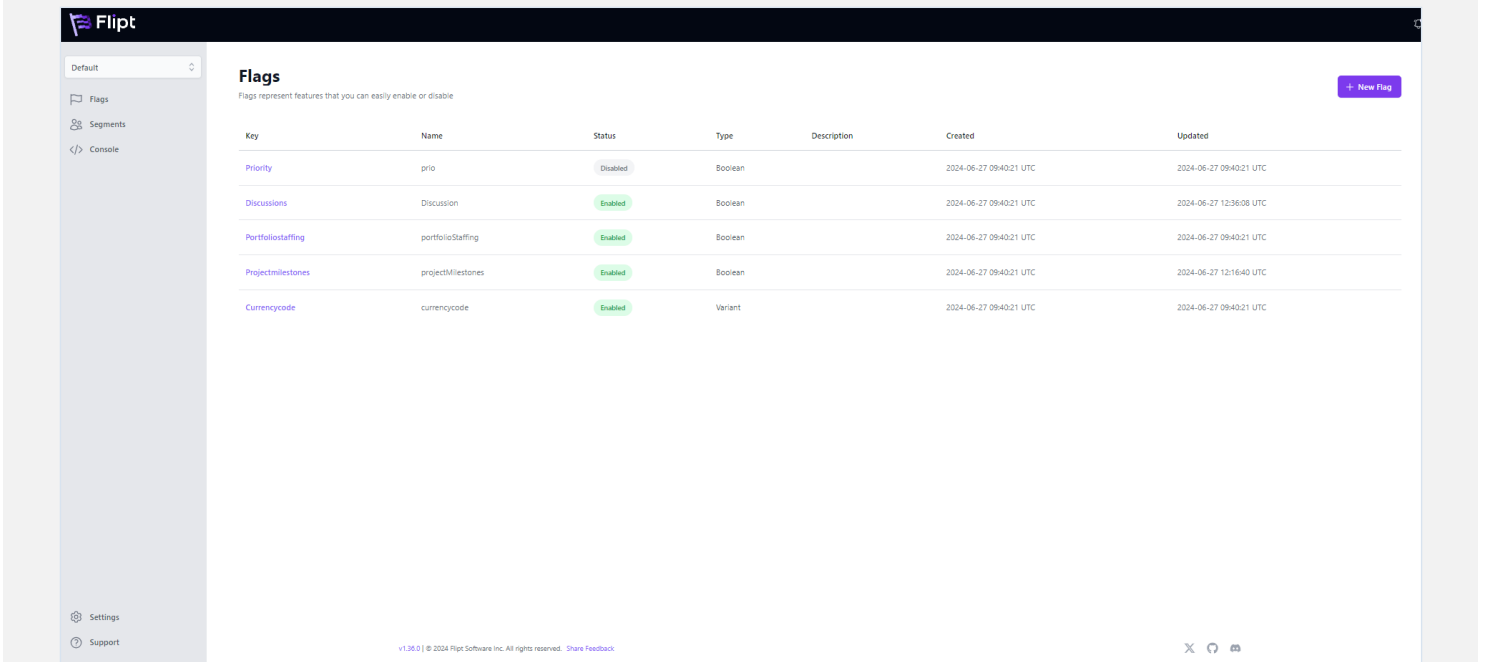 Flipt
Default
Flags
Segments
Console
Flags
Flags represent features that you can easily enable or disable
+ New Flag
Key Name Status Type Description Created Updated
Priority prio Disabled Boolean 2024-06-27 09:40:21 UTC 2024-06-27 09:40:21 UTC
Discussions Discussion Enabled Boolean 2024-06-27 09:40:21 UTC 2024-06-27 12:36:08 UTC
Portfoliostaffing portfolioStaffing Enabled Boolean 2024-06-27 09:40:21 UTC 2024-06-27 09:40:21 UTC
Projectmilestones projectMilestones Enabled Boolean 2024-06-27 09:40:21 UTC 2024-06-27 12:16:40 UTC
Currencycode currencycode Enabled Variant 2024-06-27 09:40:21 UTC 2024-06-27 09:40:21 UTC
Settings
Support
v1.36.0 | © 2024 Flipt Software Inc. All rights reserved. Share Feedback